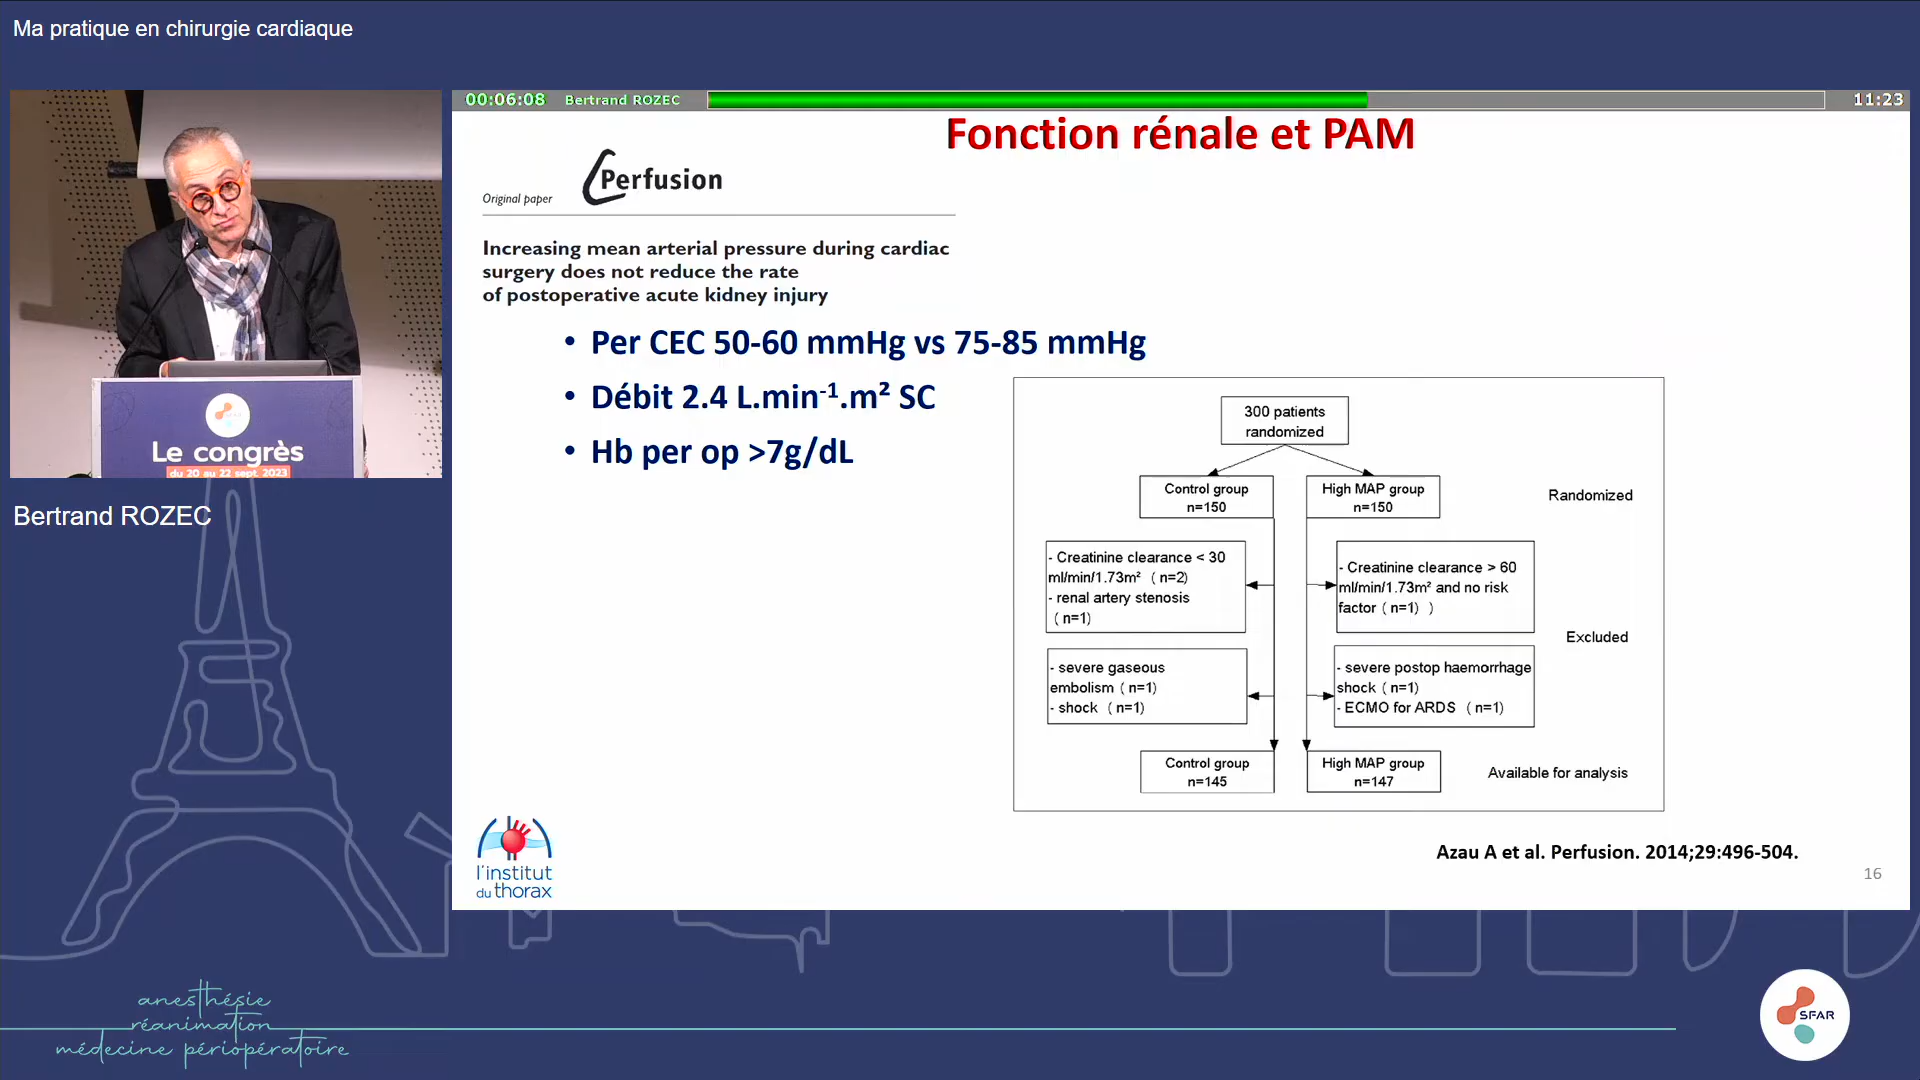 Ma pratique en chirurgie cardiaque
00:06:08 Bertrand ROZEC 11:23
Fonction rénale et PAM
Original paper
Perfusion
Increasing mean arterial pressure during cardiac
surgery does not reduce the rate
of postoperative acute kidney injury
• Per CEC 50-60 mmHg vs 75-85 mmHg
• Débit 2.4 L.min⁻¹.m² SC
• Hb per op >7g/dL
300 patients
randomized
Control group
n=150
High MAP group
n=150
Randomized
- Creatinine clearance < 30
ml/min/1.73m² ( n=2)
- renal artery stenosis
( n=1)
- Creatinine clearance > 60
ml/min/1.73m² and no risk
factor ( n=1) )
Excluded
- severe gaseous
embolism ( n=1)
- shock ( n=1)
- severe postop haemorrhage
shock ( n=1)
- ECMO for ARDS ( n=1)
Control group
n=145
High MAP group
n=147
Available for analysis
Azau A et al. Perfusion. 2014;29:496-504.
16
l'institut
du thorax
SFAR
Le congrès
du 20 au 22 sept. 2023
Bertrand ROZEC
anesthésie
réanimation
médecine périopératoire
SFAR